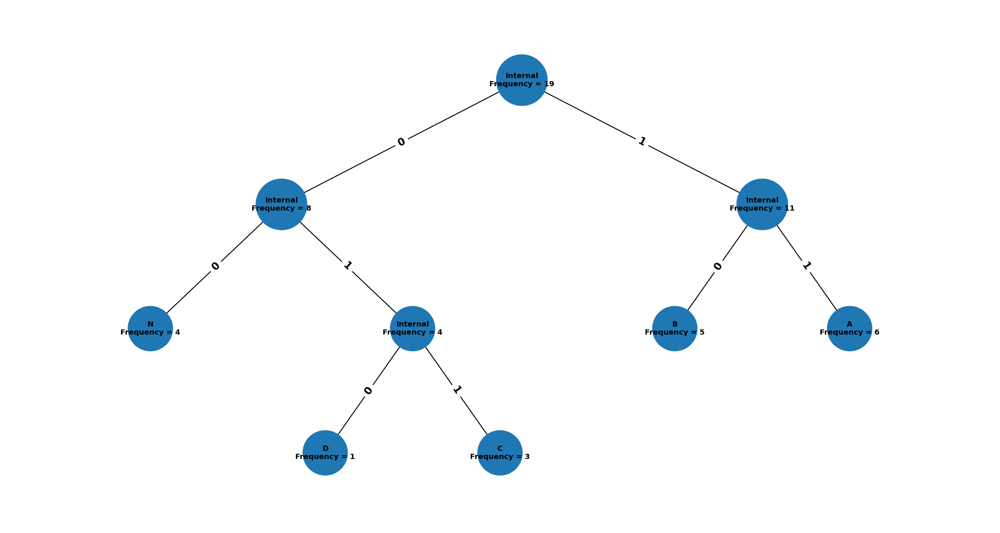 Internal
Frequency = 19
0
1
Internal
Frequency = 8
Internal
Frequency = 11
0
1
0
1
N
Frequency = 4
Internal
Frequency = 4
B
Frequency = 5
A
Frequency = 6
0
1
D
Frequency = 1
C
Frequency = 3